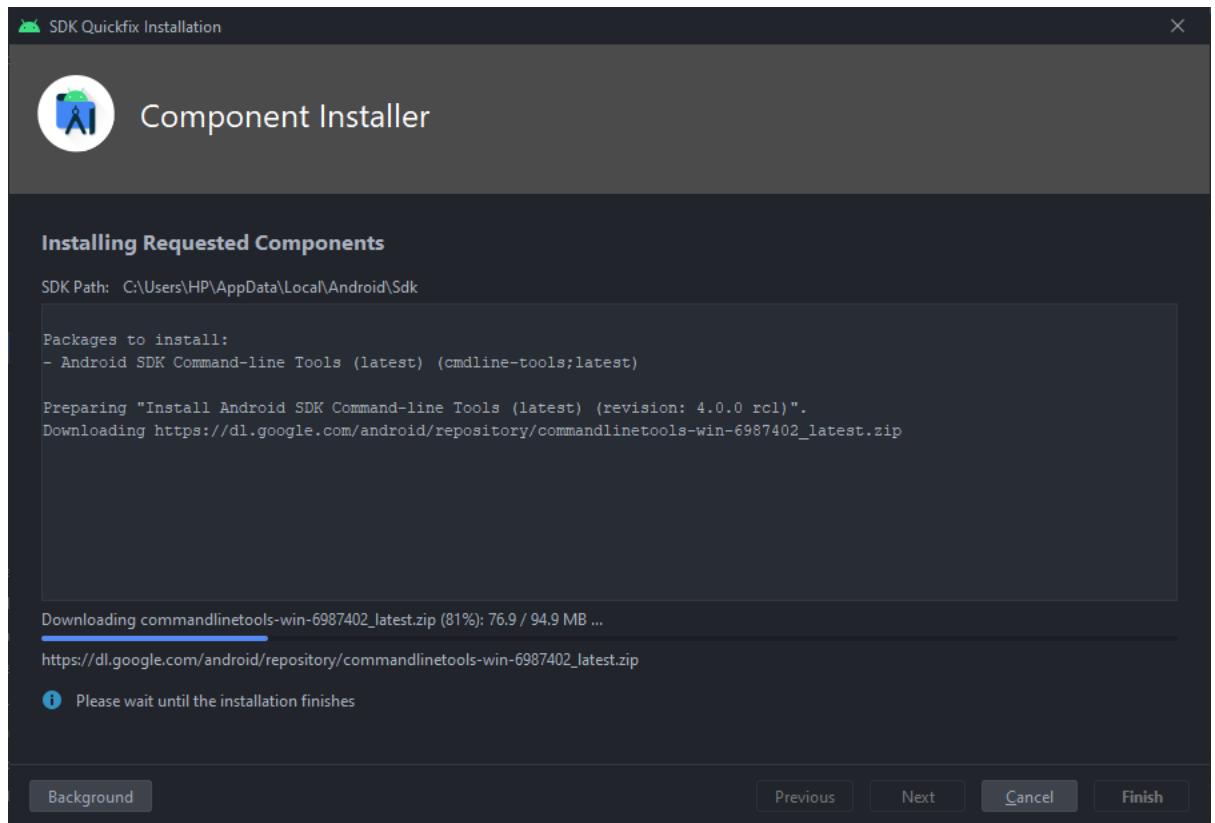 SDK Quickfix Installation
Component Installer
Installing Requested Components
SDK Path: C:\Users\HP\AppData\Local\Android\Sdk
Packages to install:
- Android SDK Command-line Tools (latest) (cmdline-tools;latest)
Preparing "Install Android SDK Command-line Tools (latest) (revision: 4.0.0 rc1)".
Downloading https://dl.google.com/android/repository/commandlinetools-win-6987402_latest.zip
Downloading commandlinetools-win-6987402_latest.zip (81%): 76.9 / 94.9 MB ...
https://dl.google.com/android/repository/commandlinetools-win-6987402_latest.zip
Please wait until the installation finishes
Background Previous Next Cancel Finish